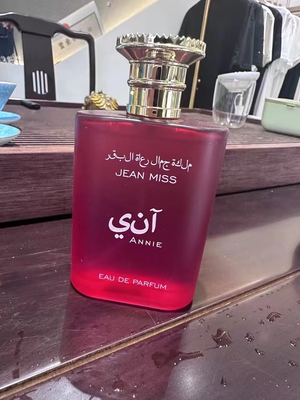 ملكة جمال رعاة البقر
JEAN MISS
آني
ANNIE
EAU DE PARFUM